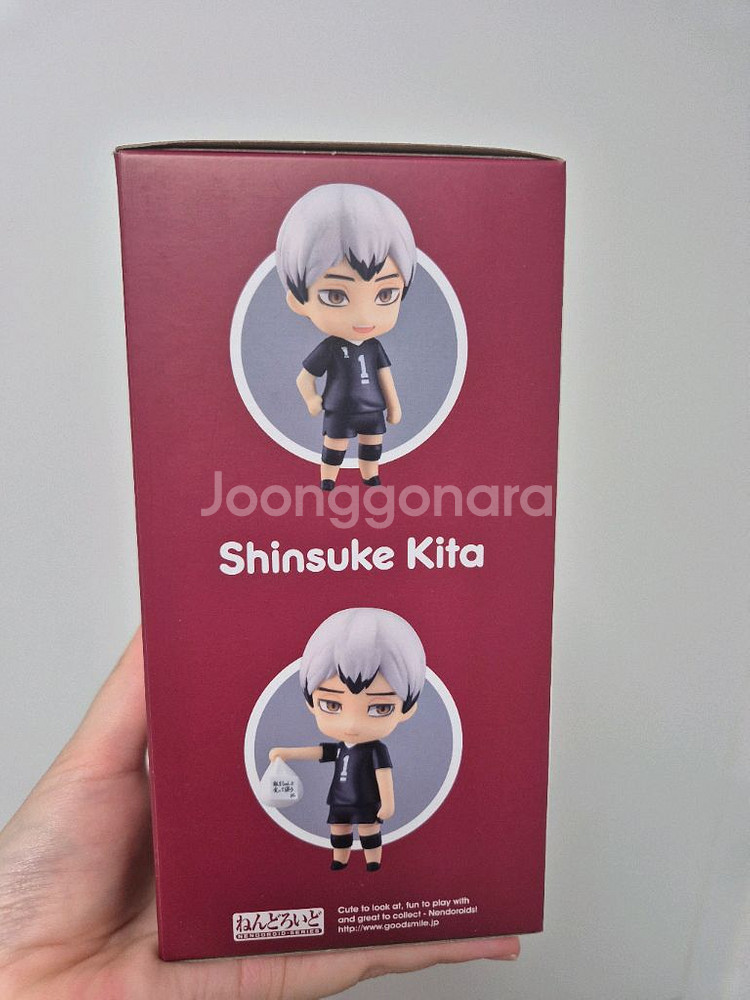 1
Joonggonara
Shinsuke Kita
1
ねんどろいど
NENDOROID-SERIES
Cute to look at, fun to play with
and great to collect - Nendoroids!
http://www.goodsmile.jp